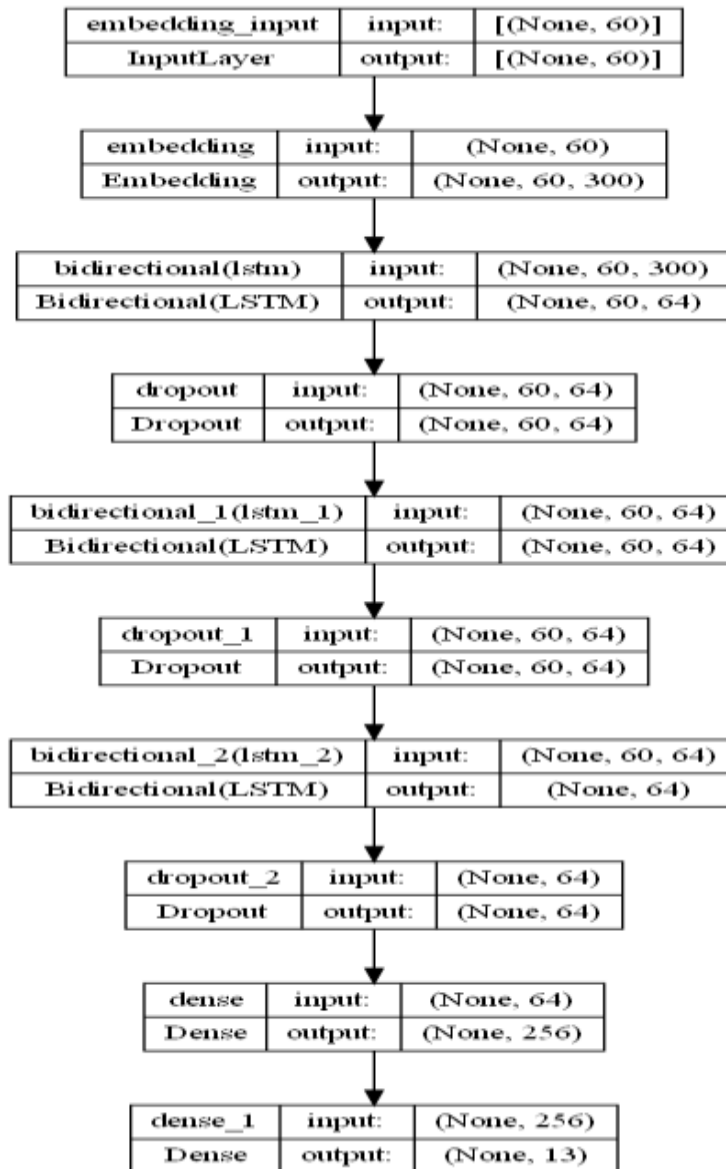 embedding_input input: [(None, 60)]
InputLayer output: [(None, 60)]
embedding input: (None, 60)
Embedding output: (None, 60, 300)
bidirectional(lstm) input: (None, 60, 300)
Bidirectional(LSTM) output: (None, 60, 64)
dropout input: (None, 60, 64)
Dropout output: (None, 60, 64)
bidirectional_1(lstm_1) input: (None, 60, 64)
Bidirectional(LSTM) output: (None, 60, 64)
dropout_1 input: (None, 60, 64)
Dropout output: (None, 60, 64)
bidirectional_2(lstm_2) input: (None, 60, 64)
Bidirectional(LSTM) output: (None, 64)
dropout_2 input: (None, 64)
Dropout output: (None, 64)
dense input: (None, 64)
Dense output: (None, 256)
dense_1 input: (None, 256)
Dense output: (None, 13)